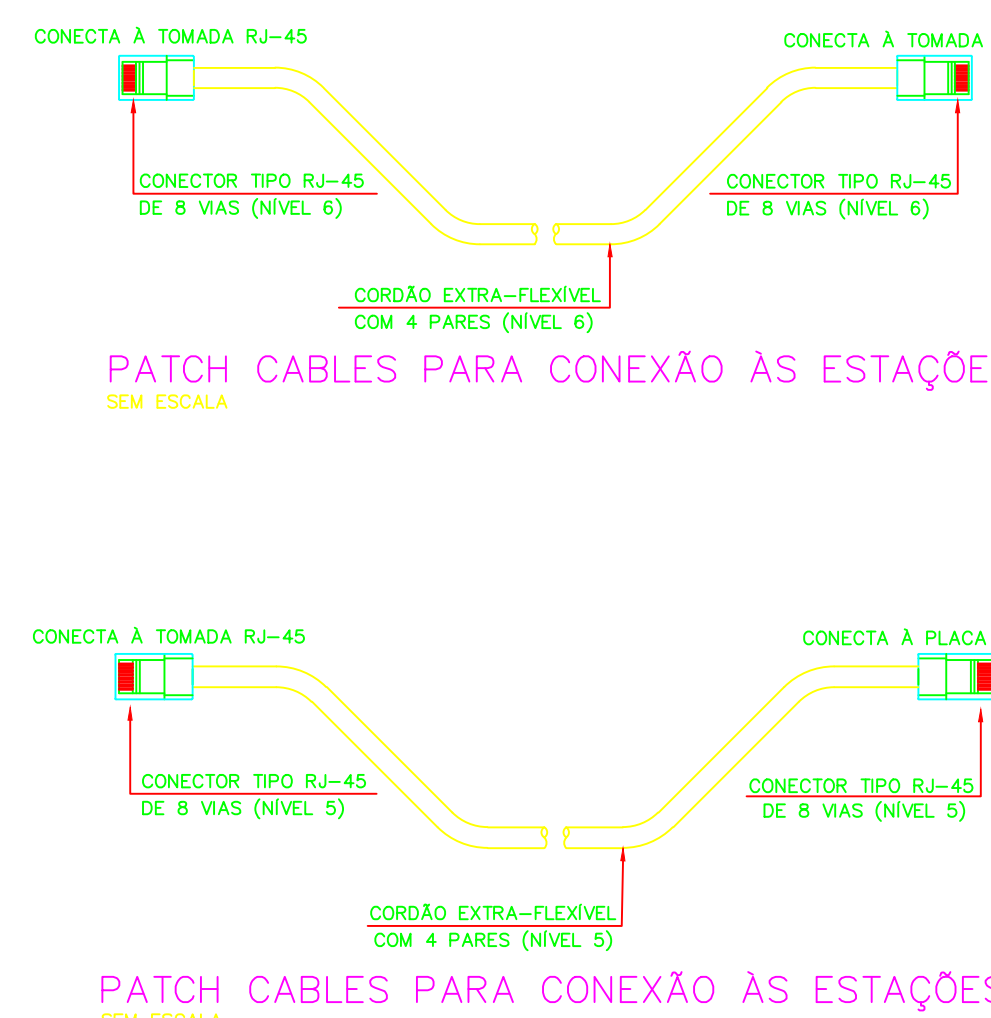 CONECTA À TOMADA RJ-45
CONECTA À TOMADA
CONECTOR TIPO RJ-45
DE 8 VIAS (NÍVEL 6)
CONECTOR TIPO RJ-45
DE 8 VIAS (NÍVEL 6)
CORDÃO EXTRA-FLEXÍVEL
COM 4 PARES (NÍVEL 6)
PATCH CABLES PARA CONEXÃO ÀS ESTAÇÕE
SEM ESCALA
CONECTA À TOMADA RJ-45
CONECTA À PLACA
CONECTOR TIPO RJ-45
DE 8 VIAS (NÍVEL 5)
CONECTOR TIPO RJ-45
DE 8 VIAS (NÍVEL 5)
CORDÃO EXTRA-FLEXÍVEL
COM 4 PARES (NÍVEL 5)
PATCH CABLES PARA CONEXÃO ÀS ESTAÇÕES
SEM ESCALA